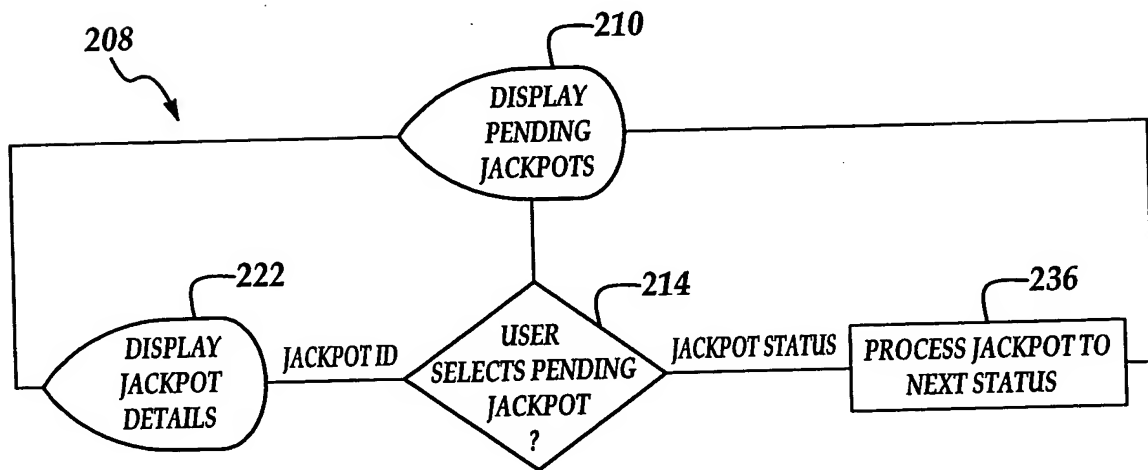 208
210
DISPLAY
PENDING
JACKPOTS
222
DISPLAY
JACKPOT
DETAILS
JACKPOT ID
214
USER
SELECTS PENDING
JACKPOT
?
JACKPOT STATUS
236
PROCESS JACKPOT TO
NEXT STATUS